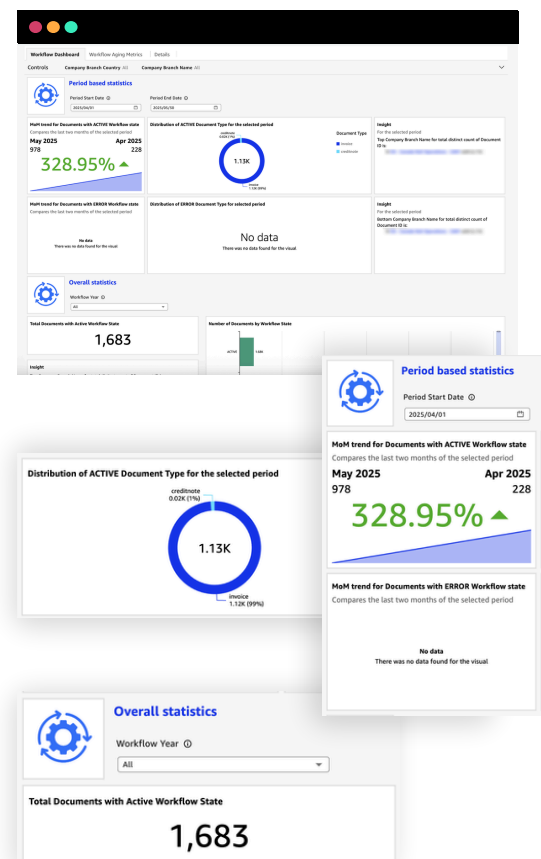 Workflow Dashboard Workflow Aging Metrics Details
Controls Company Branch Country All Company Branch Name All
Period based statistics
Period Start Date Period End Date
2025/04/01 2025/05/30
MoM trend for Documents with ACTIVE Workflow state
Compares the last two months of the selected period
May 2025 Apr 2025
978 228
328.95%
Distribution of ACTIVE Document Type for the selected period
creditnote
0.02K (1%)
1.13K
invoice
1.12K (99%)
Document Type
invoice
creditnote
Insight
For the selected period
Top Company Branch Name for total distinct count of Document
ID is:
MoM trend for Documents with ERROR Workflow state
Compares the last two months of the selected period
No data
There was no data found for the visual
Distribution of ERROR Document Type for selected period
No data
There was no data found for the visual
Insight
For the selected period
Bottom Company Branch Name for total distinct count of
Document ID is:
Overall statistics
Workflow Year
All
Total Documents with Active Workflow State
1,683
Insight
Number of Documents by Workflow State
ACTIVE
Period based statistics
Period Start Date
2025/04/01
MoM trend for Documents with ACTIVE Workflow state
Compares the last two months of the selected period
May 2025 Apr 2025
978 228
328.95%
MoM trend for Documents with ERROR Workflow state
Compares the last two months of the selected period
No data
There was no data found for the visual
Distribution of ACTIVE Document Type for the selected period
creditnote
0.02K (1%)
1.13K
invoice
1.12K (99%)
Overall statistics
Workflow Year
All
Total Documents with Active Workflow State
1,683